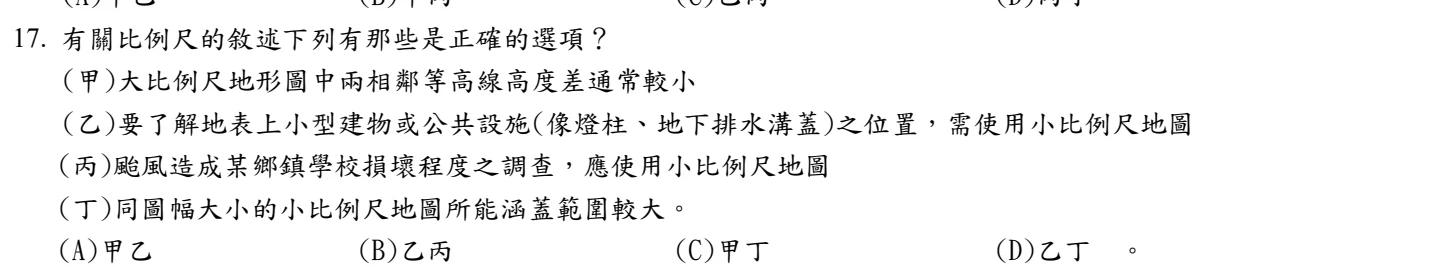 17. 有關比例尺的敘述下列有那些是正確的選項？
(甲)大比例尺地形圖中兩相鄰等高線高度差通常較小
(乙)要了解地表上小型建物或公共設施(像燈柱、地下排水溝蓋)之位置，需使用小比例尺地圖
(丙)颱風造成某鄉鎮學校損壞程度之調查，應使用小比例尺地圖
(丁)同圖幅大小的小比例尺地圖所能涵蓋範圍較大。
(A)甲乙 (B)乙丙 (C)甲丁 (D)乙丁 。